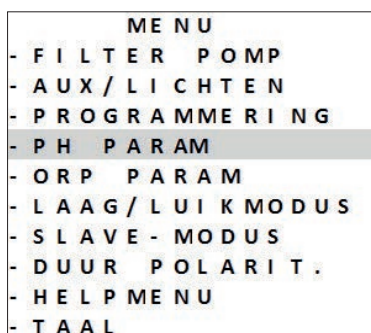 MENU
- FILTER POMP
- AUX/LICHTEN
- PROGRAMMERING
- PH PARAM
- ORP PARAM
- LAAG/LUIKMODUS
- SLAVE-MODUS
- DUUR POLARIT.
- HELPMENU
- TAAL